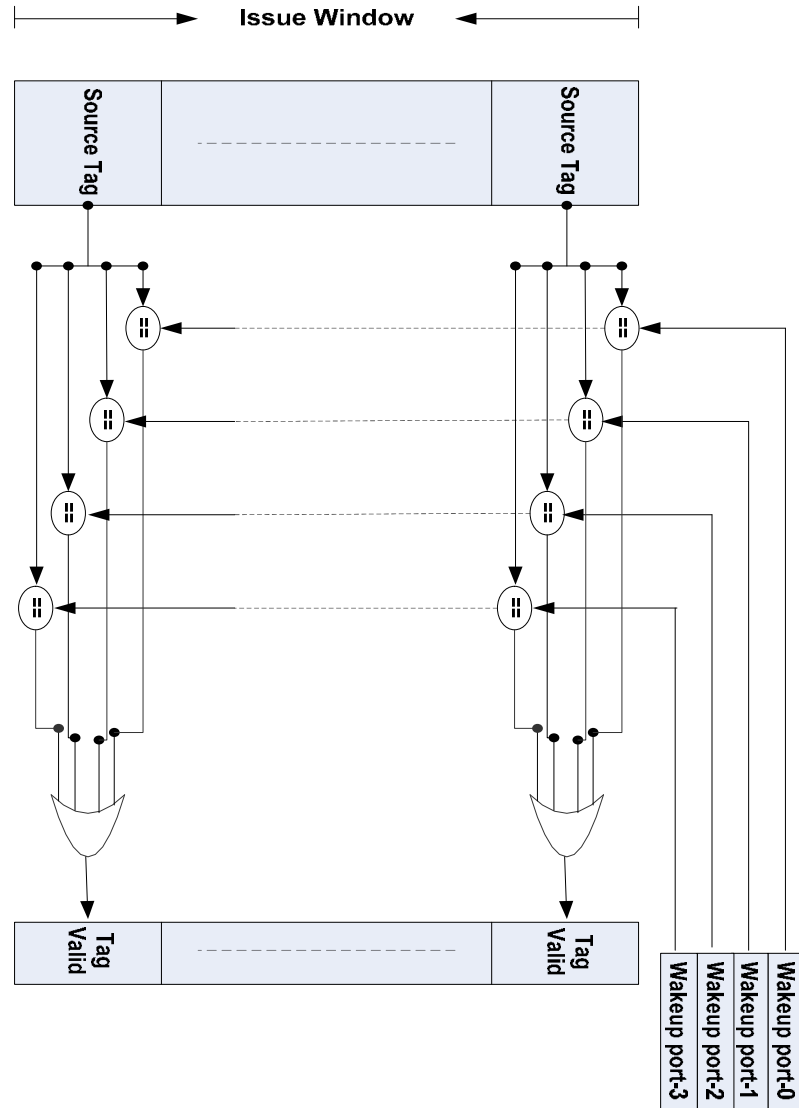 Issue Window
Source Tag
Source Tag
==
==
==
==
==
==
==
==
Tag
Valid
Tag
Valid
Wakeup port-3
Wakeup port-2
Wakeup port-1
Wakeup port-0